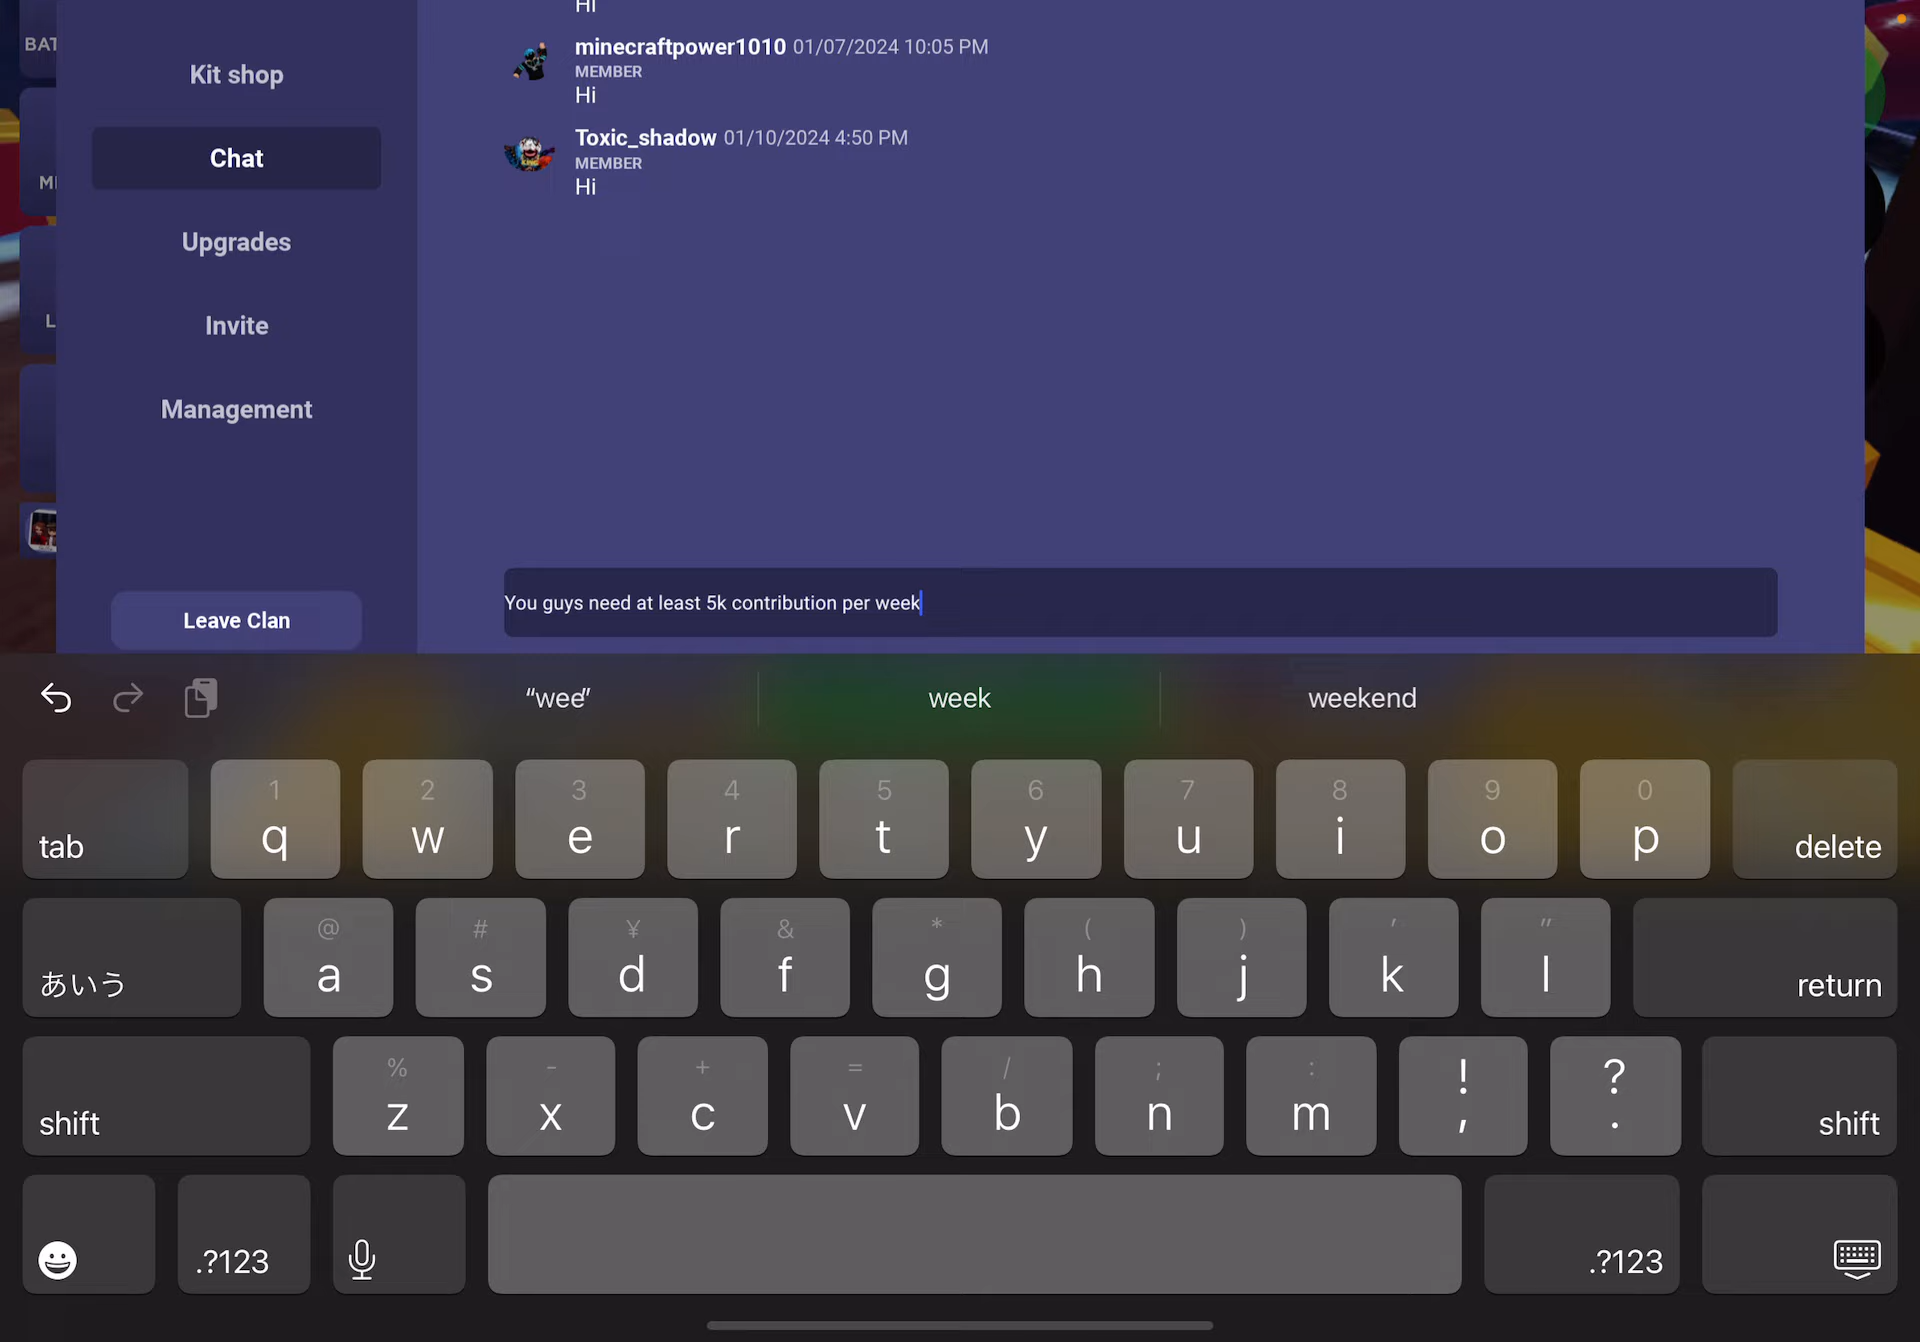 BAT
Hi
Kit shop
minecraftpower1010 01/07/2024 10:05 PM
MEMBER
Hi
Chat
Toxic_shadow 01/10/2024 4:50 PM
MEMBER
Hi
Upgrades
Invite
Management
Leave Clan
You guys need at least 5k contribution per week
“wee” week weekend
tab 1 q 2 w 3 e 4 r 5 t 6 y 7 u 8 i 9 o 0 p delete
あいう @ a # s ¥ d & f * g ( h ) j ' k " l return
shift % z - x + c = v / b ; n : m ! , ? . shift
.?123 .?123